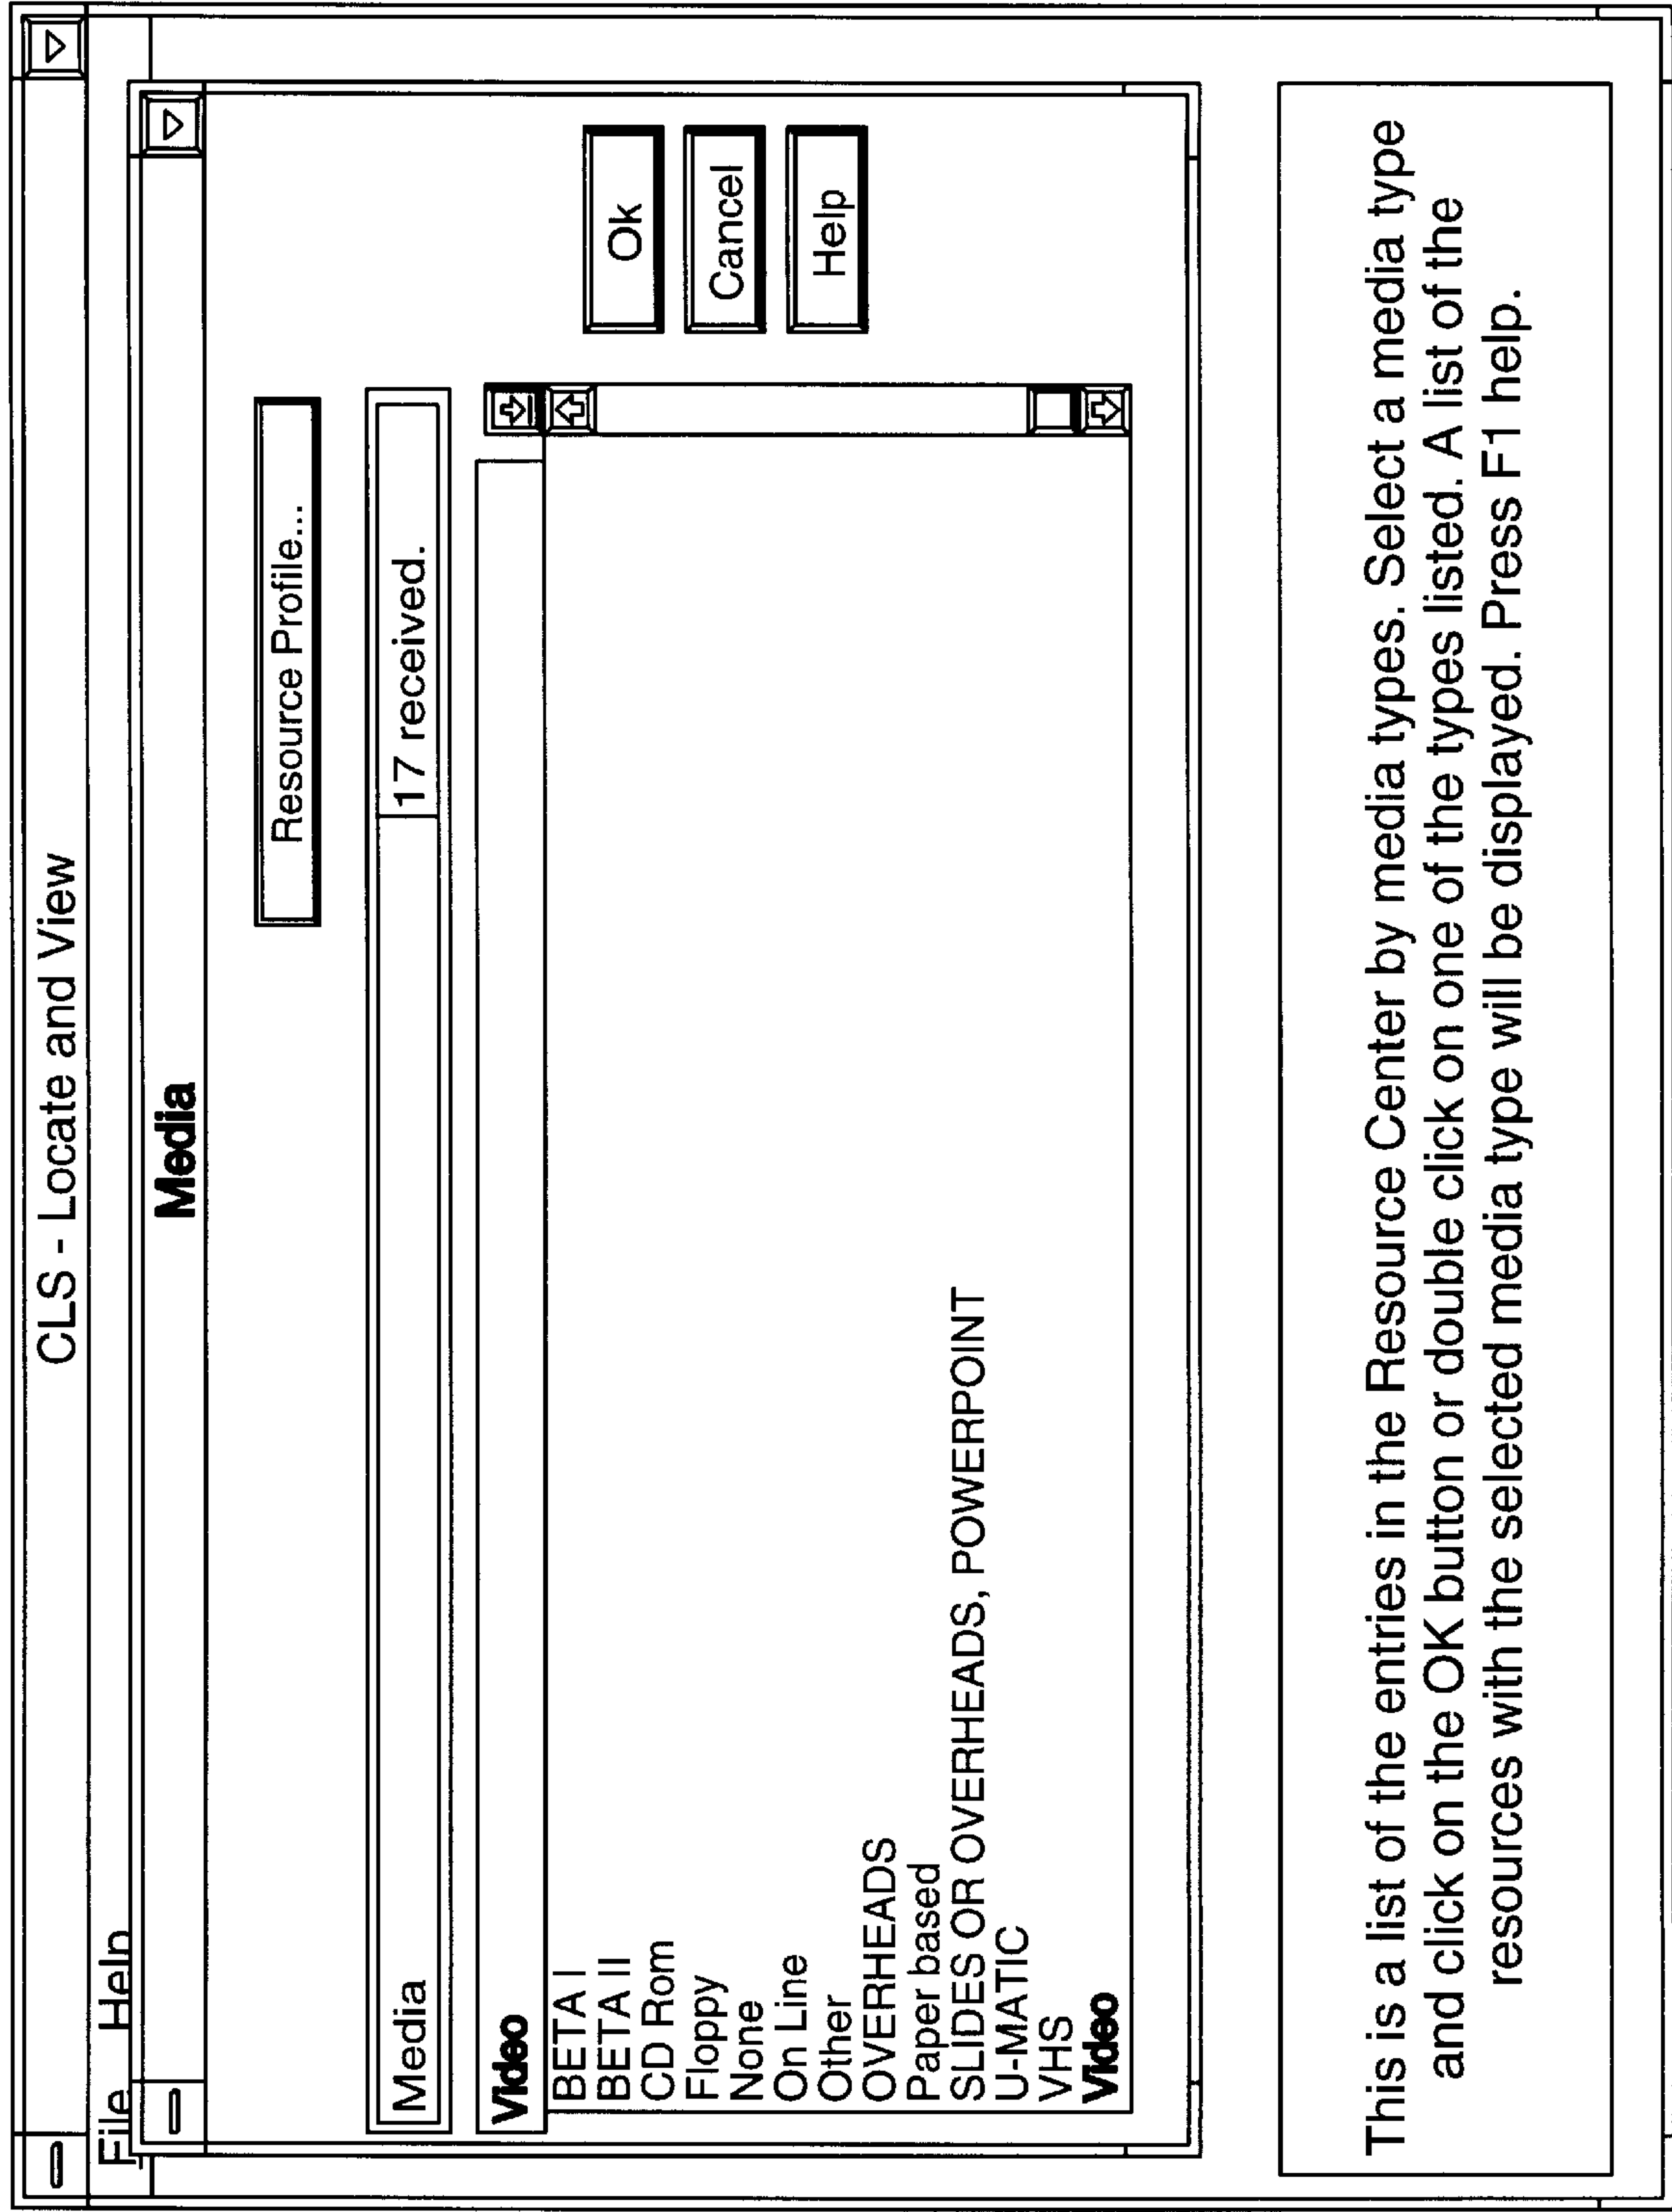 CLS - Locate and View
File Help
Media
Resource Profile...
Media 17 received.
Video
BETA I
BETA II
CD Rom
Floppy
None
On Line
Other
OVERHEADS
Paper based
SLIDES OR OVERHEADS, POWERPOINT
U-MATIC
VHS
Video
Ok
Cancel
Help
This is a list of the entries in the Resource Center by media types. Select a media type
and click on the OK button or double click on one of the types listed. A list of the
resources with the selected media type will be displayed. Press F1 help.